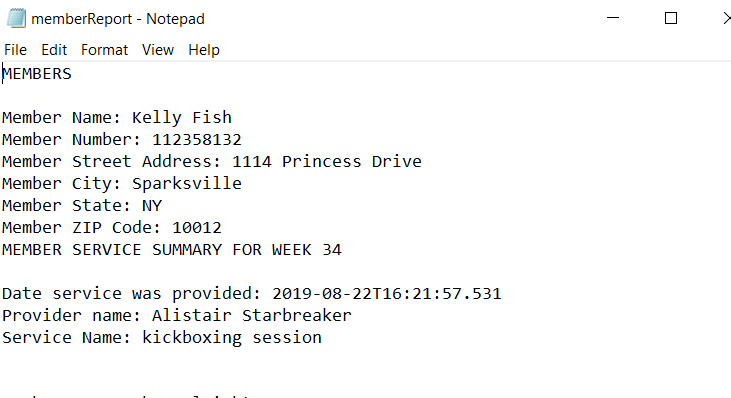 memberReport - Notepad
File Edit Format View Help
MEMBERS
Member Name: Kelly Fish
Member Number: 112358132
Member Street Address: 1114 Princess Drive
Member City: Sparksville
Member State: NY
Member ZIP Code: 10012
MEMBER SERVICE SUMMARY FOR WEEK 34
Date service was provided: 2019-08-22T16:21:57.531
Provider name: Alistair Starbreaker
Service Name: kickboxing session